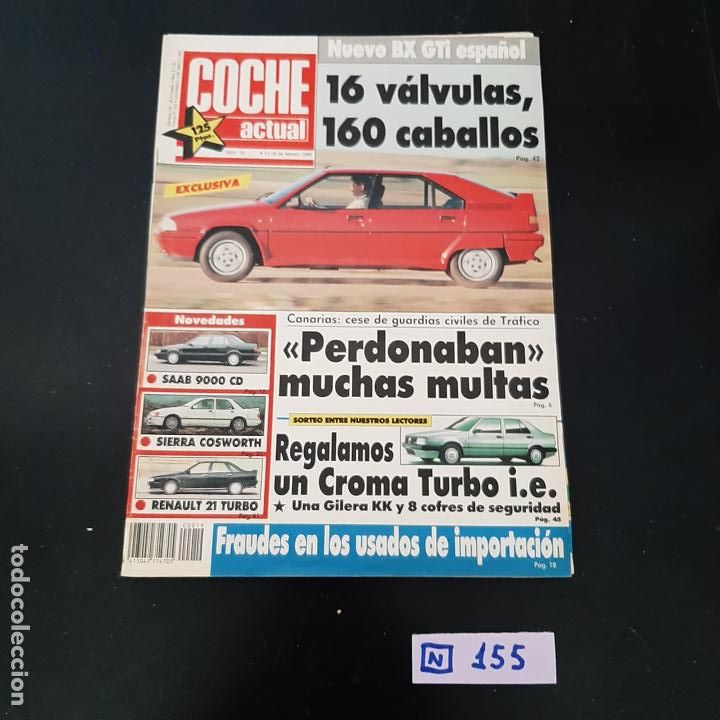 Nuevo BX GTi español
COCHE
actual
125
Ptas.
16 válvulas,
160 caballos
Pág. 42
EXCLUSIVA
Novedades
SAAB 9000 CD
SIERRA COSWORTH
RENAULT 21 TURBO
Canarias: cese de guardias civiles de Tráfico
«Perdonaban»
muchas multas
Pág. 6
SORTEO ENTRE NUESTROS LECTORES
Regalamos
un Croma Turbo i.e.
★ Una Gilera KK y 8 cofres de seguridad
Pág. 45
00019
Fraudes en los usados de importación
Pág. 18
N 155
todocoleccion